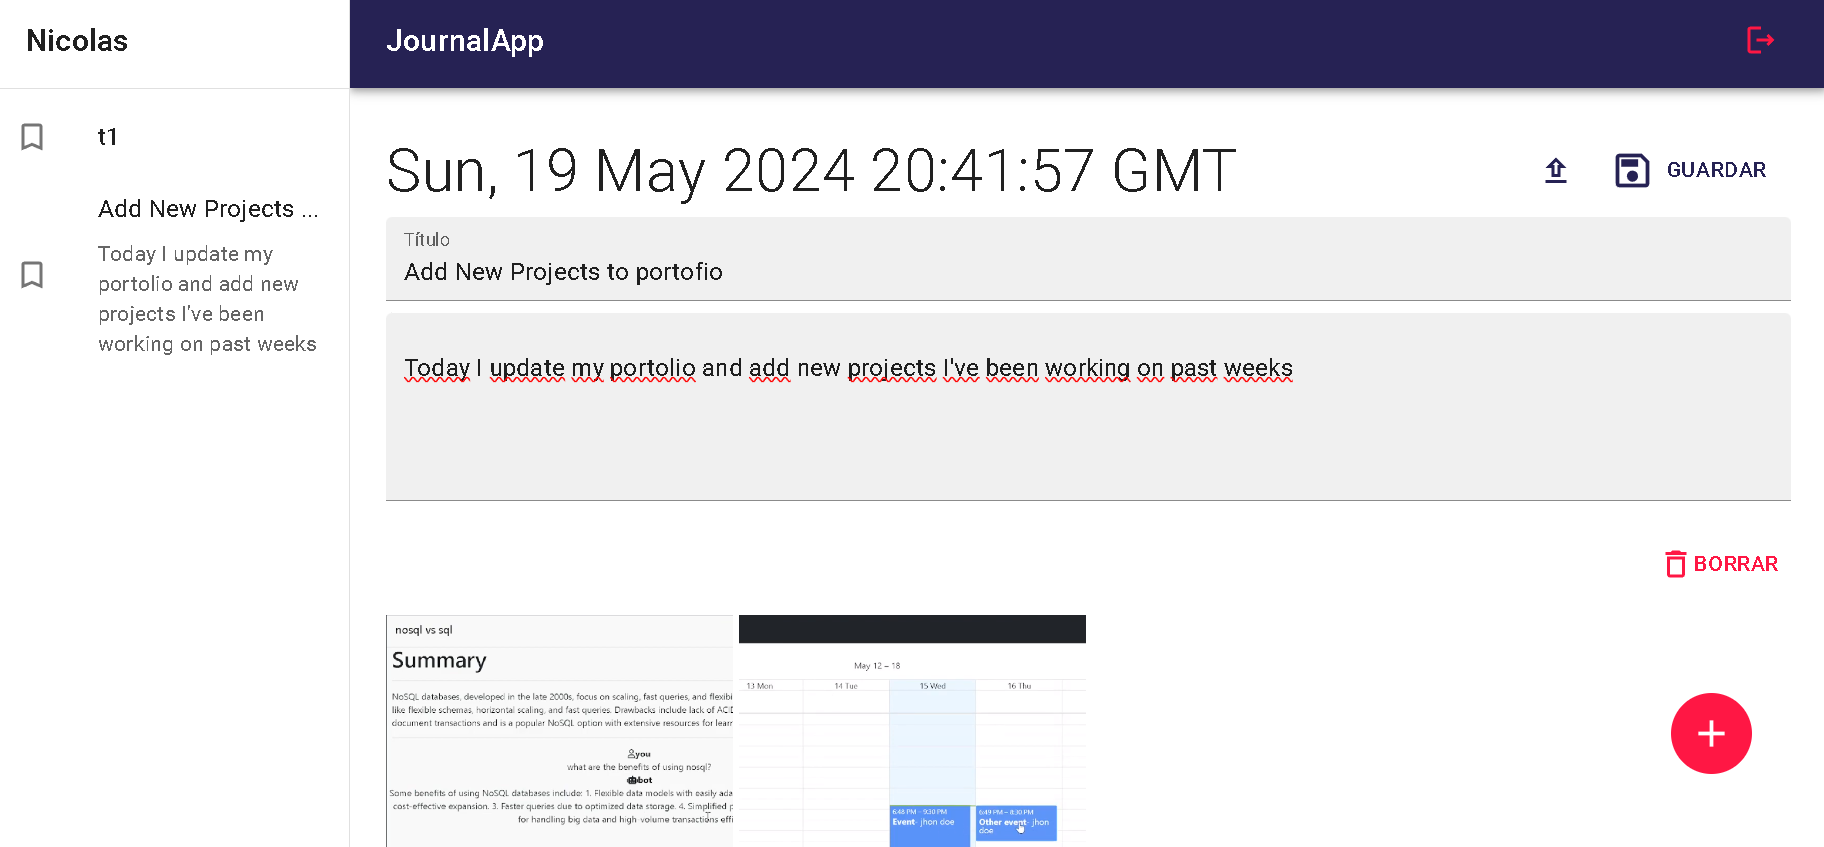 Nicolas
JournalApp
t1
Add New Projects ...
Today I update my
portolio and add new
projects I've been
working on past weeks
Sun, 19 May 2024 20:41:57 GMT
GUARDAR
Título
Add New Projects to portofio
Today I update my portolio and add new projects I've been working on past weeks
BORRAR
nosql vs sql
Summary
NoSQL databases, developed in the late 2000s, focus on scaling, fast queries, and flexibi
like flexible schemas, horizontal scaling, and fast queries. Drawbacks include lack of ACID
document transactions and is a popular NoSQL option with extensive resources for lear
you
what are the benefits of using nosql?
bot
Some benefits of using NoSQL databases include: 1. Flexible data models with easily ada
cost-effective expansion. 3. Faster queries due to optimized data storage. 4. Simplified p
for handling big data and high-volume transactions effi
May 12 – 18
13 Mon
14 Tue
15 Wed
16 Thu
6:48 PM – 9:30 PM
Event- jhon doe
6:49 PM – 8:30 PM
Other event- jhon
doe